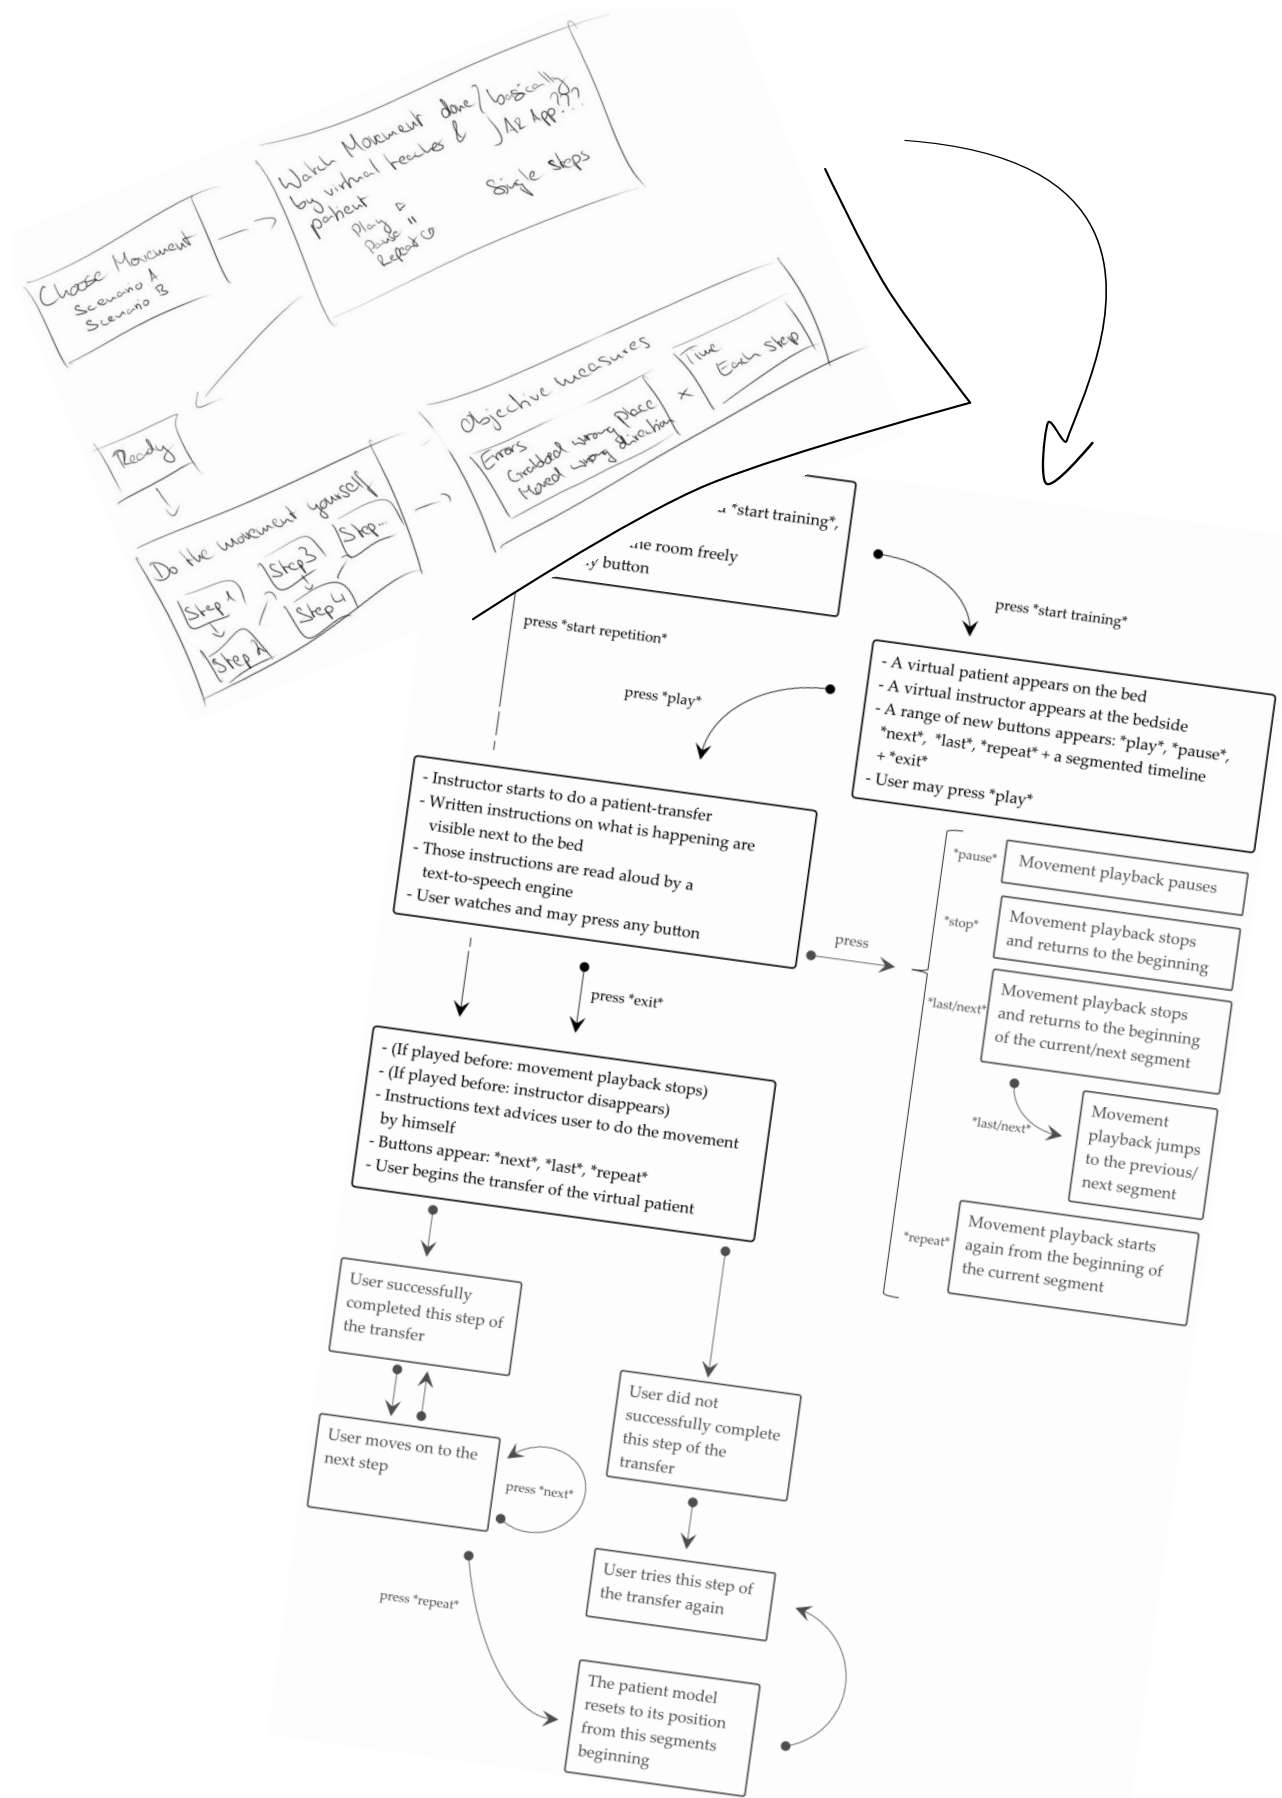 Choose Movement
Scenario A
Scenario B
Watch Movement done
by virtual teacher &
patient
Play
Pause
Repeat
basically
AR App???
Single Steps
Ready
Do the movement yourself
Step 1
Step 2
Step 3
Step 4
Step...
Objective measures
Errors
Grabbed wrong place
Moved wrong direction
x
Time
Each Step
*start training*,
the room freely
button
press *start training*
press *start repetition*
press *play*
- A virtual patient appears on the bed
- A virtual instructor appears at the bedside
- A range of new buttons appears: *play*, *pause*,
*next*, *last*, *repeat* + a segmented timeline
+ *exit*
- User may press *play*
- Instructor starts to do a patient-transfer
- Written instructions on what is happening are
visible next to the bed
- Those instructions are read aloud by a
text-to-speech engine
- User watches and may press any button
press
*pause*
Movement playback pauses
*stop*
Movement playback stops
and returns to the beginning
*last/next*
Movement playback stops
and returns to the beginning
of the current/next segment
*last/next*
Movement
playback jumps
to the previous/
next segment
*repeat*
Movement playback starts
again from the beginning of
the current segment
press *exit*
- (If played before: movement playback stops)
- (If played before: instructor disappears)
- Instructions text advices user to do the movement
by himself
- Buttons appear: *next*, *last*, *repeat*
- User begins the transfer of the virtual patient
User successfully
completed this step of
the transfer
User moves on to the
next step
press *next*
press *repeat*
User did not
successfully complete
this step of the
transfer
User tries this step of
the transfer again
The patient model
resets to its position
from this segments
beginning